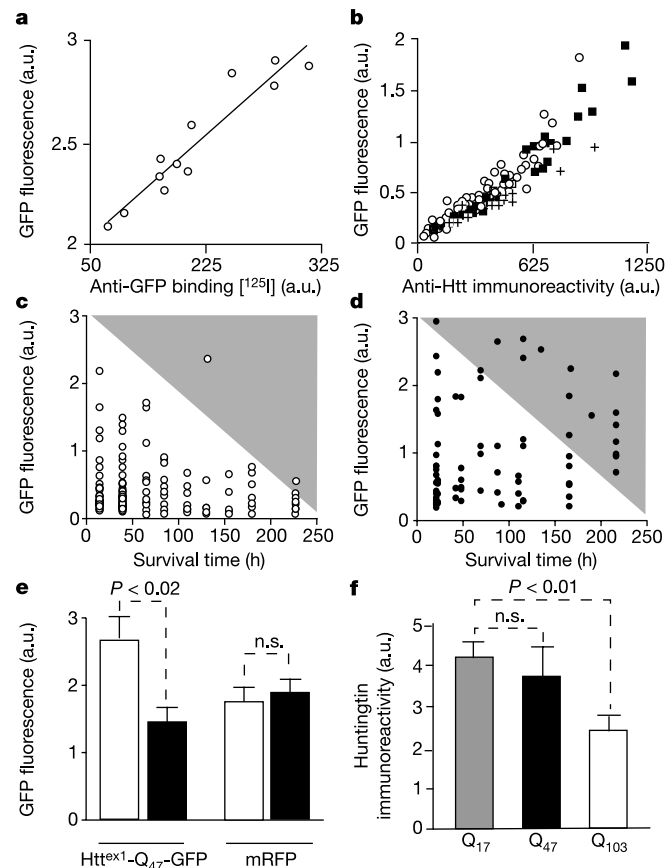 a
GFP fluorescence (a.u.)
3
2.5
2
50
225
325
Anti-GFP binding [¹²⁵I] (a.u.)
b
GFP fluorescence (a.u.)
2
1.5
1
0.5
0
0
625
1250
Anti-Htt immunoreactivity (a.u.)
c
GFP fluorescence (a.u.)
3
2
1
0
0 50 100 150 200 250
Survival time (h)
d
GFP fluorescence (a.u.)
3
2
1
0
0 50 100 150 200 250
Survival time (h)
e
P < 0.02
n.s.
GFP fluorescence (a.u.)
3
2
1
0
Httᵉˣ¹-Q₄₇-GFP
mRFP
f
P < 0.01
n.s.
Huntingtin
immunoreactivity (a.u.)
5
4
3
2
1
0
Q₁₇ Q₄₇ Q₁₀₃